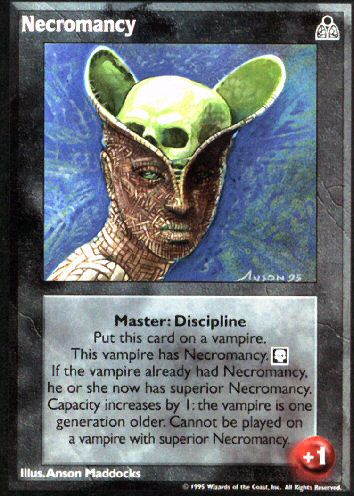 Necromancy
ANSON 95
Master: Discipline
Put this card on a vampire.
This vampire has Necromancy.
If the vampire already had Necromancy,
he or she now has superior Necromancy.
Capacity increases by 1: the vampire is one
generation older. Cannot be played on
a vampire with superior Necromancy.
+1
Illus. Anson Maddocks
© 1995 Wizards of the Coast, Inc. All Rights Reserved.